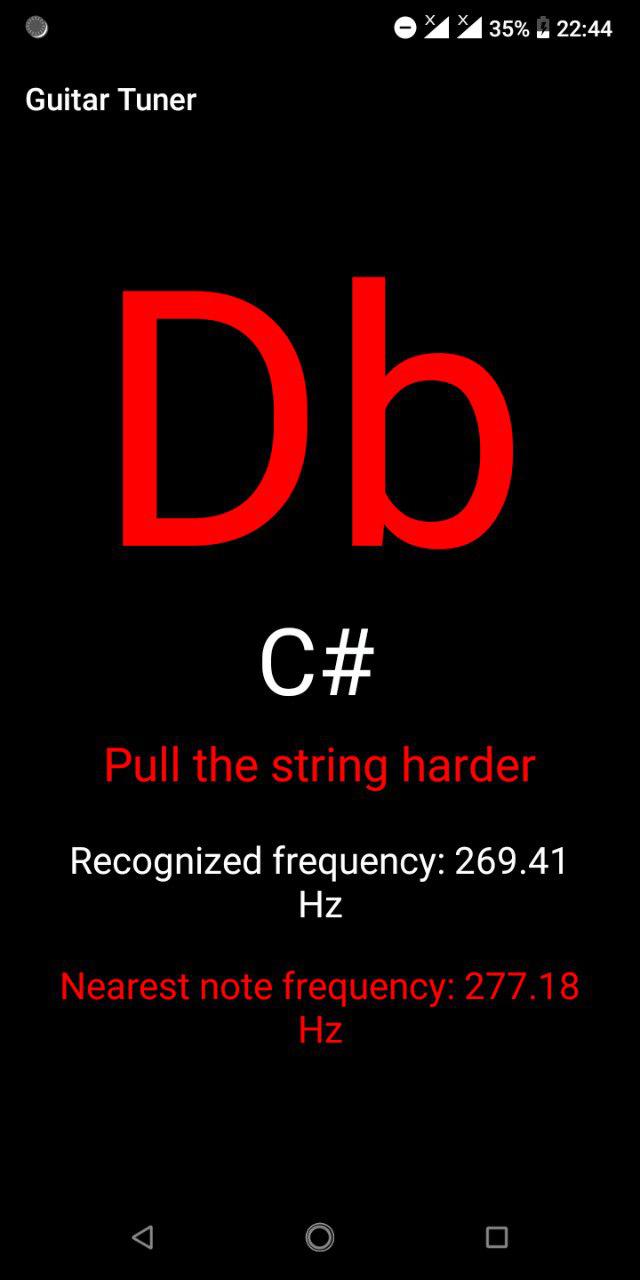 35% 22:44
Guitar Tuner
Db
C#
Pull the string harder
Recognized frequency: 269.41
Hz
Nearest note frequency: 277.18
Hz